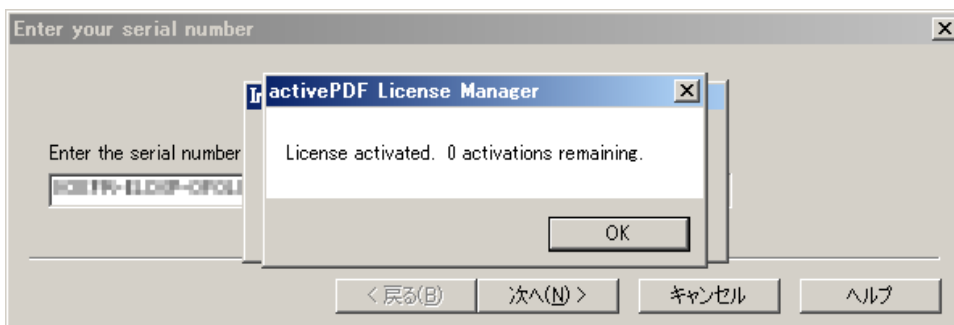 Enter your serial number
activePDF License Manager
Enter the serial number
License activated. 0 activations remaining.
OK
< 戻る(B)
次へ(N) >
キャンセル
ヘルプ